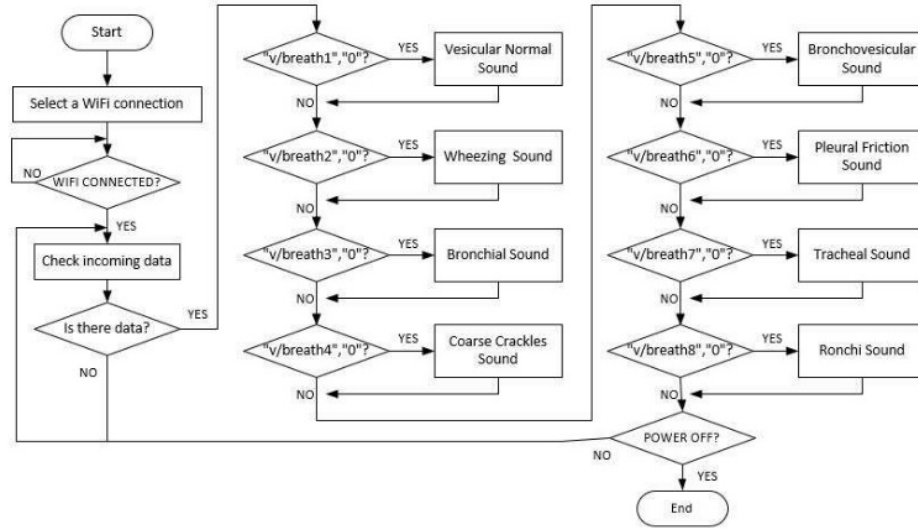 Start
Select a WiFi connection
NO
WIFI CONNECTED?
YES
Check incoming data
Is there data?
YES
NO
"v/breath1","0"?
YES
Vesicular Normal
Sound
NO
"v/breath2","0"?
YES
Wheezing Sound
NO
"v/breath3","0"?
YES
Bronchial Sound
NO
"v/breath4","0"?
YES
Coarse Crackles
Sound
NO
"v/breath5","0"?
YES
Bronchovesicular
Sound
NO
"v/breath6","0"?
YES
Pleural Friction
Sound
NO
"v/breath7","0"?
YES
Tracheal Sound
NO
"v/breath8","0"?
YES
Ronchi Sound
NO
POWER OFF?
NO
YES
End